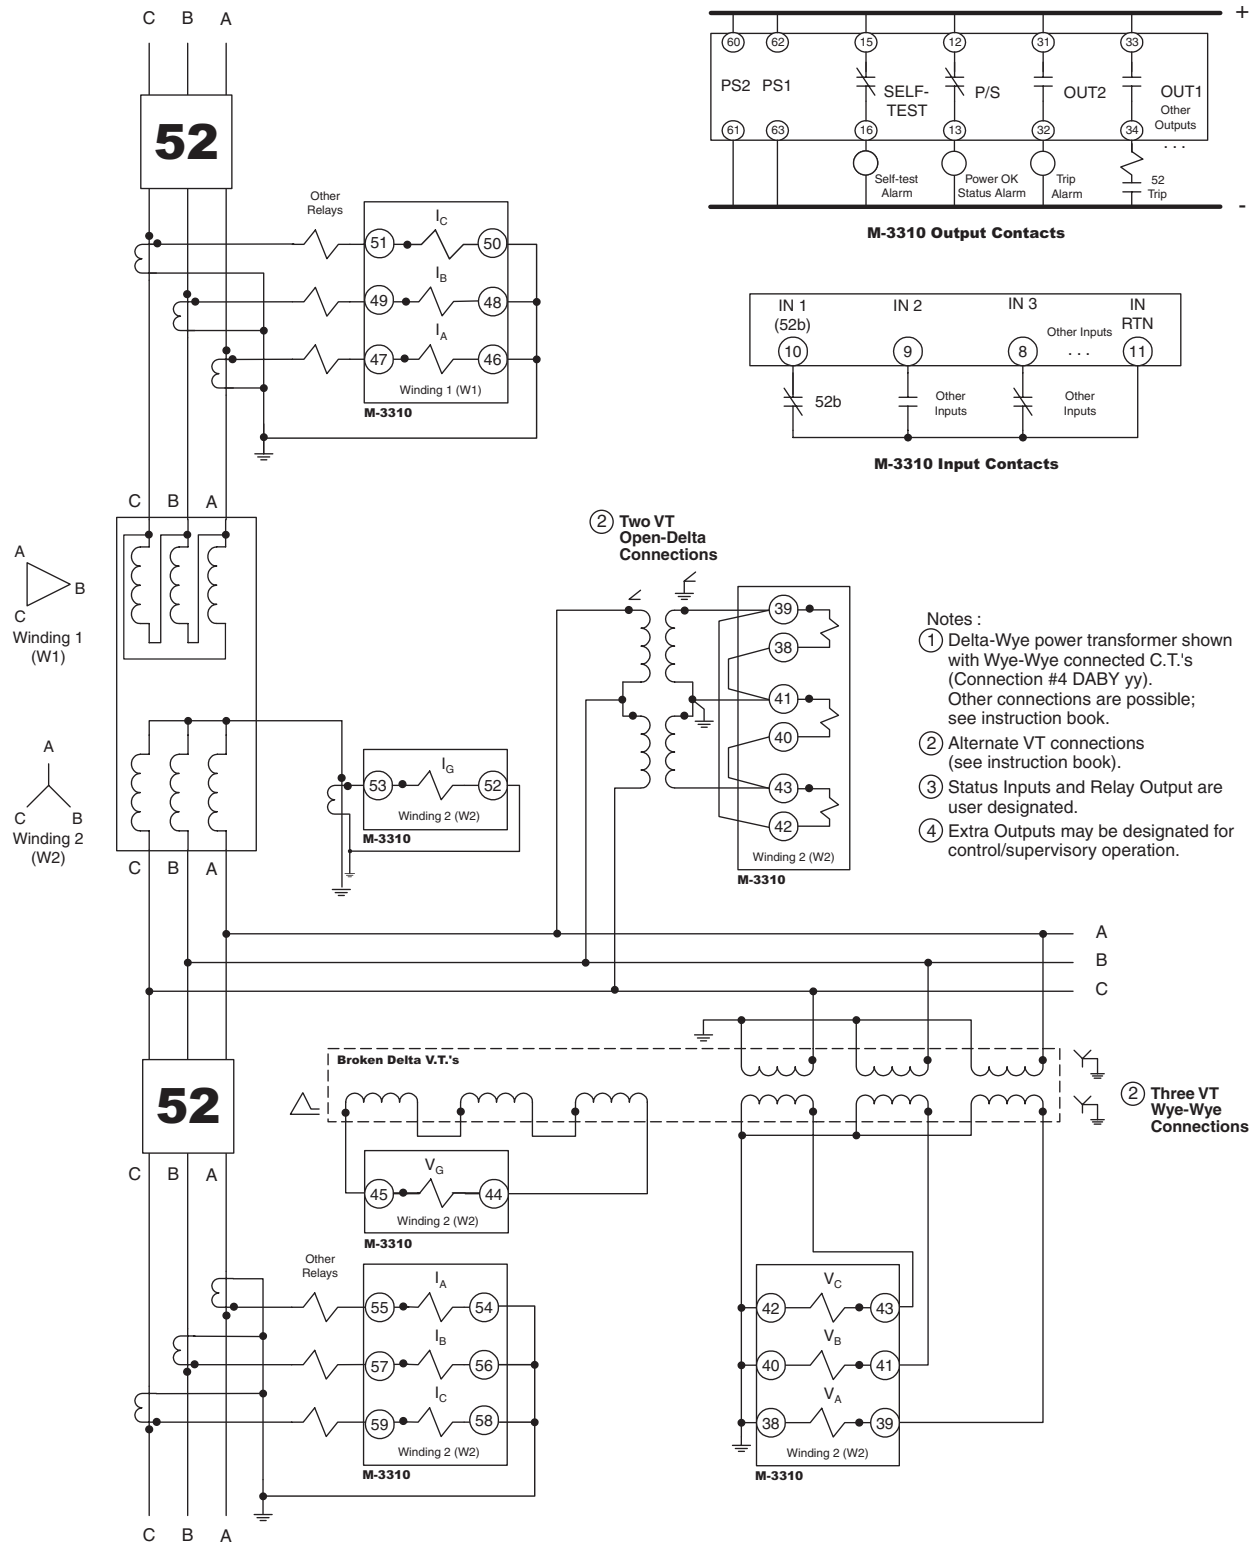 C B A
52
Other
Relays
51 I_C 50
49 I_B 48
47 I_A 46
Winding 1 (W1)
M-3310
+
60 62 15 12 31 33
PS2 PS1 SELF-
TEST P/S OUT2 OUT1
Other
Outputs
61 63 16 13 32 34
. . .
Self-test
Alarm
Power OK
Status Alarm
Trip
Alarm
52
Trip
-
M-3310 Output Contacts
IN 1
(52b)
IN 2
IN 3
Other Inputs
. . .
IN
RTN
10 9 8 11
52b
Other
Inputs
Other
Inputs
M-3310 Input Contacts
C B A
A
B
C
Winding 1
(W1)
A
C B
Winding 2
(W2)
C B A
53 I_G 52
Winding 2 (W2)
M-3310
2 Two VT
Open-Delta
Connections
39
38
41
40
43
42
Winding 2 (W2)
M-3310
Notes :
1 Delta-Wye power transformer shown
with Wye-Wye connected C.T.'s
(Connection #4 DABY yy).
Other connections are possible;
see instruction book.
2 Alternate VT connections
(see instruction book).
3 Status Inputs and Relay Output are
user designated.
4 Extra Outputs may be designated for
control/supervisory operation.
A
B
C
Broken Delta V.T.'s
2 Three VT
Wye-Wye
Connections
52
C B A
V_G
45 44
Winding 2 (W2)
M-3310
Other
Relays
55 I_A 54
57 I_B 56
59 I_C 58
Winding 2 (W2)
M-3310
42 V_C 43
40 V_B 41
38 V_A 39
Winding 2 (W2)
M-3310
C B A